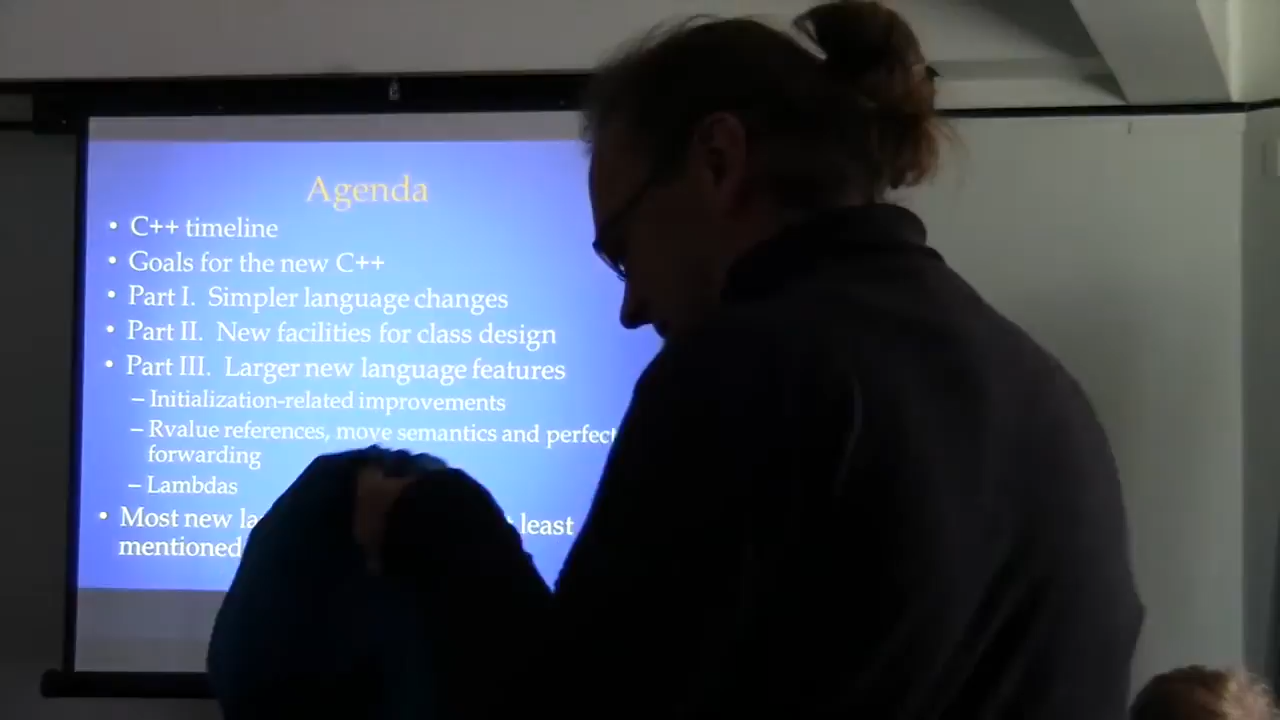 Agenda
• C++ timeline
• Goals for the new C++
• Part I. Simpler language changes
• Part II. New facilities for class design
• Part III. Larger new language features
– Initialization-related improvements
– Rvalue references, move semantics and perfect
forwarding
– Lambdas
• Most new least
mentioned